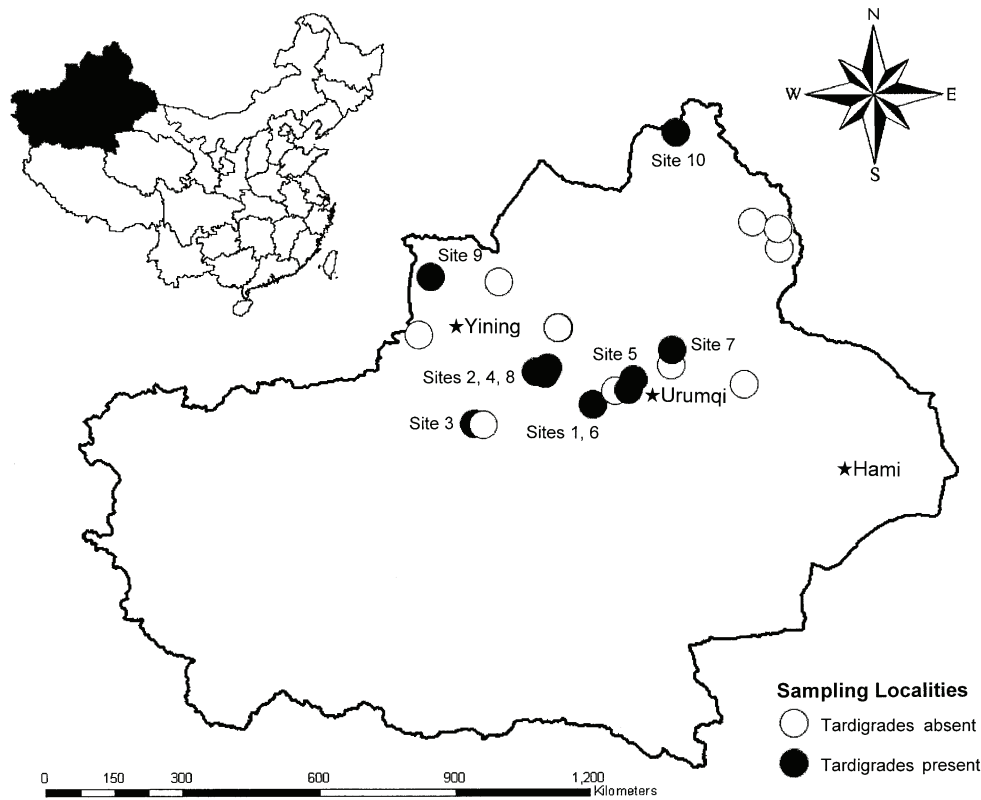 N
W E
S
Site 10
Site 9
★Yining
Site 5
Site 7
Sites 2, 4, 8
★Urumqi
Site 3
Sites 1, 6
★Hami
Sampling Localities
Tardigrades absent
Tardigrades present
0 150 300 600 900 1,200
Kilometers